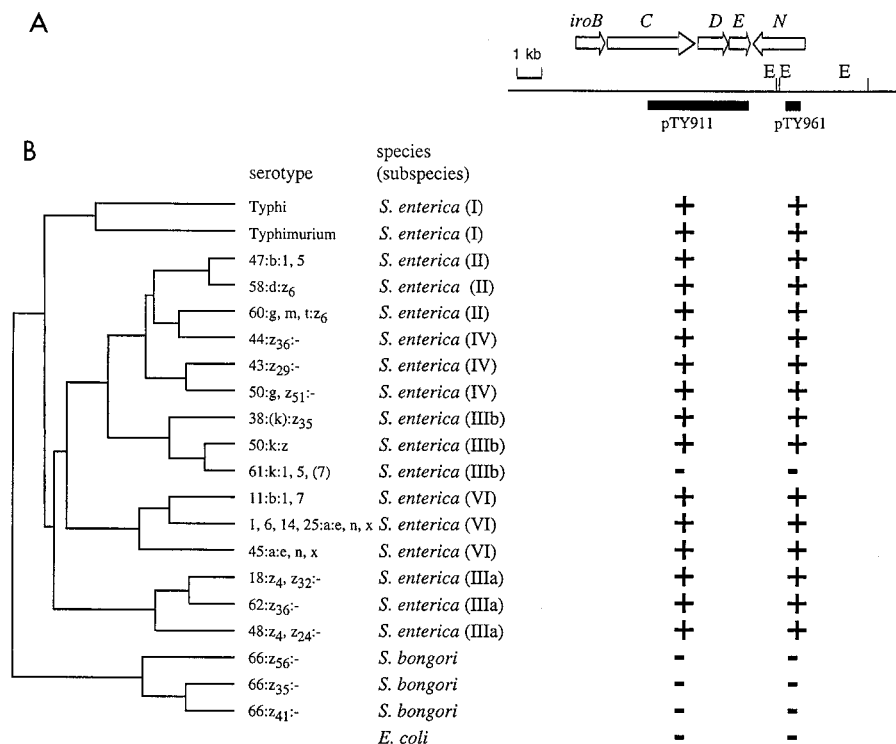 A
iroB C D E N
1 kb
E E E
pTY911 pTY961
B
serotype species (subspecies)
Typhi S. enterica (I) + +
Typhimurium S. enterica (I) + +
47:b:1, 5 S. enterica (II) + +
58:d:z6 S. enterica (II) + +
60:g, m, t:z6 S. enterica (II) + +
44:z36:- S. enterica (IV) + +
43:z29:- S. enterica (IV) + +
50:g, z51:- S. enterica (IV) + +
38:(k):z35 S. enterica (IIIb) + +
50:k:z S. enterica (IIIb) + +
61:k:1, 5, (7) S. enterica (IIIb) - -
11:b:1, 7 S. enterica (VI) + +
1, 6, 14, 25:a:e, n, x S. enterica (VI) + +
45:a:e, n, x S. enterica (VI) + +
18:z4, z32:- S. enterica (IIIa) + +
62:z36:- S. enterica (IIIa) + +
48:z4, z24:- S. enterica (IIIa) + +
66:z56:- S. bongori - -
66:z35:- S. bongori - -
66:z41:- S. bongori - -
E. coli - -